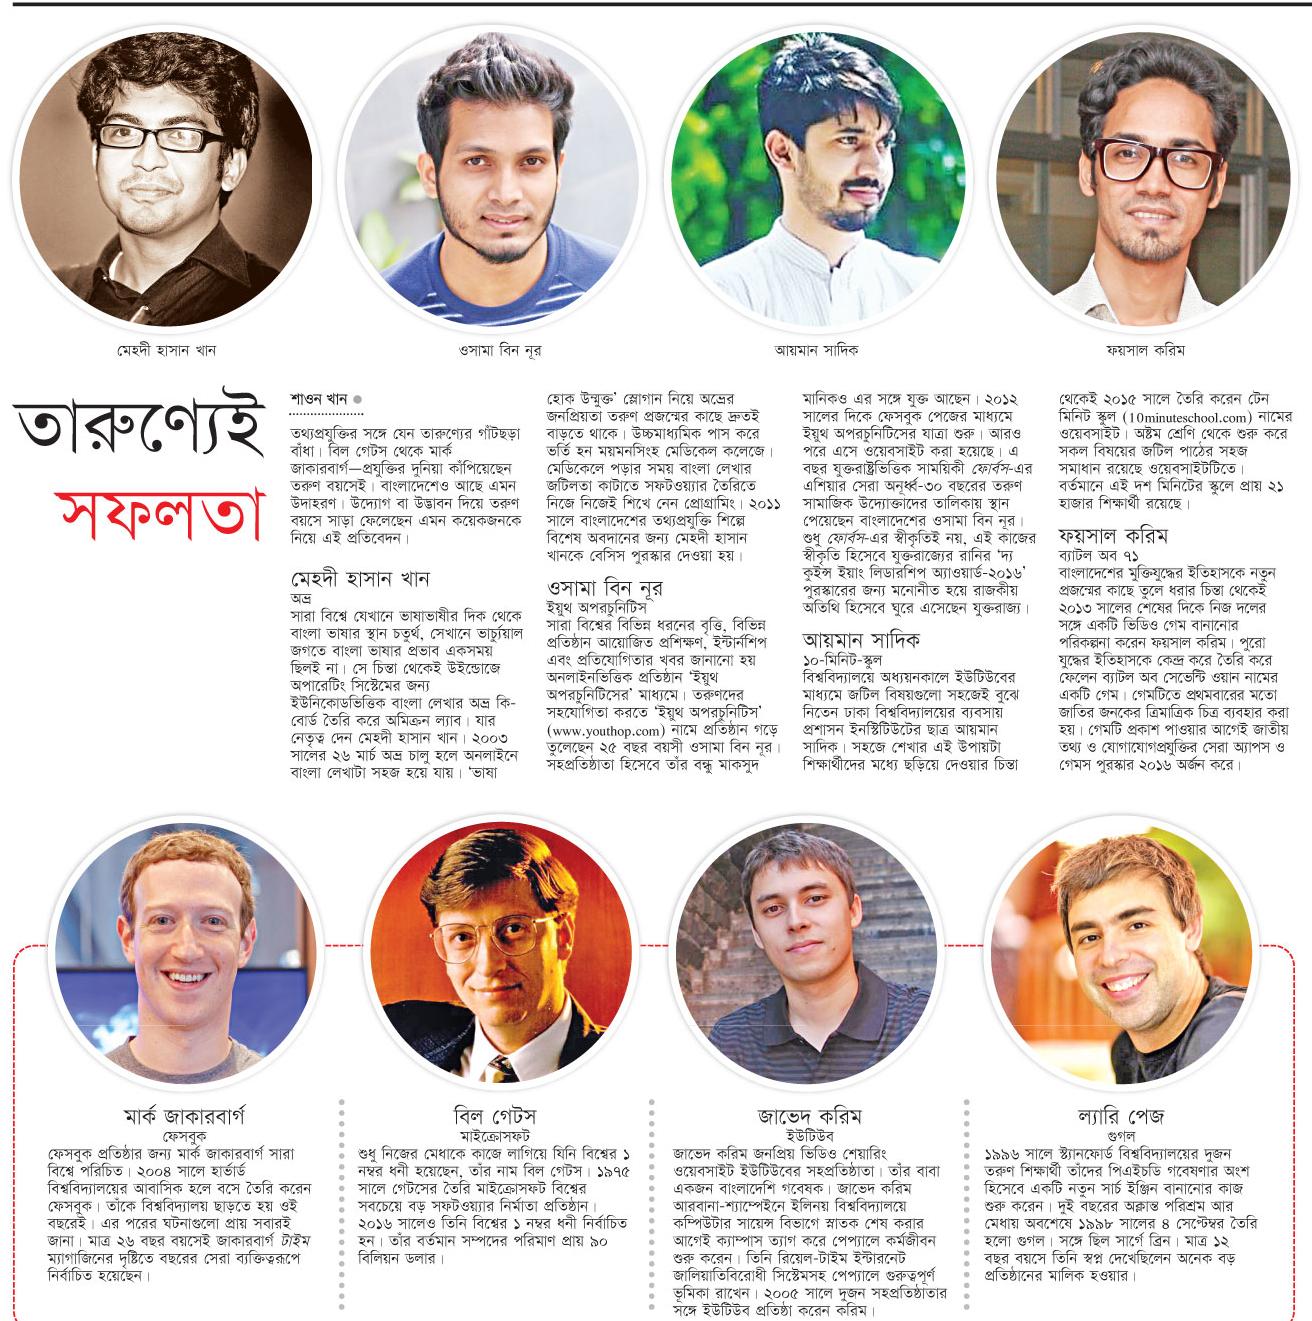 মেহদী হাসান খান
ওসামা বিন নূর
আয়মান সাদিক
ফয়সাল করিম
তারুণ্যেই
সফলতা
শাওন খান ●
তথ্যপ্রযুক্তির সঙ্গে যেন তারুণ্যের গাঁটছড়া
বাঁধা। বিল গেটস থেকে মার্ক
জাকারবার্গ—প্রযুক্তির দুনিয়া কাঁপিয়েছেন
তরুণ বয়সেই। বাংলাদেশেও আছে এমন
উদাহরণ। উদ্যোগ বা উদ্ভাবন দিয়ে তরুণ
বয়সে সাড়া ফেলেছেন এমন কয়েকজনকে
নিয়ে এই প্রতিবেদন।
মেহদী হাসান খান
অভ্র
সারা বিশ্বে যেখানে ভাষাভাষীর দিক থেকে
বাংলা ভাষার স্থান চতুর্থ, সেখানে ভার্চ্যুয়াল
জগতে বাংলা ভাষার প্রভাব একসময়
ছিলই না। সে চিন্তা থেকেই উইন্ডোজে
অপারেটিং সিস্টেমের জন্য
ইউনিকোডভিত্তিক বাংলা লেখার অভ্র কি-
বোর্ড তৈরি করে অমিক্রন ল্যাব। যার
নেতৃত্ব দেন মেহদী হাসান খান। ২০০৩
সালের ২৬ মার্চ অভ্র চালু হলে অনলাইনে
বাংলা লেখাটা সহজ হয়ে যায়। ‘ভাষা
হোক উন্মুক্ত’ স্লোগান নিয়ে অভ্রের
জনপ্রিয়তা তরুণ প্রজন্মের কাছে দ্রুতই
বাড়তে থাকে। উচ্চমাধ্যমিক পাস করে
ভর্তি হন ময়মনসিংহ মেডিকেল কলেজে।
মেডিকেলে পড়ার সময় বাংলা লেখার
জটিলতা কাটাতে সফটওয়্যার তৈরিতে
নিজে নিজেই শিখে নেন প্রোগ্রামিং। ২০১১
সালে বাংলাদেশের তথ্যপ্রযুক্তি শিল্পে
বিশেষ অবদানের জন্য মেহদী হাসান
খানকে বেসিস পুরস্কার দেওয়া হয়।
ওসামা বিন নূর
ইয়ুথ অপরচুনিটিস
সারা বিশ্বের বিভিন্ন ধরনের বৃত্তি, বিভিন্ন
প্রতিষ্ঠান আয়োজিত প্রশিক্ষণ, ইন্টার্নশিপ
এবং প্রতিযোগিতার খবর জানানো হয়
অনলাইনভিত্তিক প্রতিষ্ঠান ‘ইয়ুথ
অপরচুনিটিসের’ মাধ্যমে। তরুণদের
সহযোগিতা করতে ‘ইয়ুথ অপরচুনিটিস’
(www.youthop.com) নামে প্রতিষ্ঠান গড়ে
তুলেছেন ২৫ বছর বয়সী ওসামা বিন নূর।
সহপ্রতিষ্ঠাতা হিসেবে তাঁর বন্ধু মাকসুদ
মানিকও এর সঙ্গে যুক্ত আছেন। ২০১২
সালের দিকে ফেসবুক পেজের মাধ্যমে
ইয়ুথ অপরচুনিটিসের যাত্রা শুরু। আরও
পরে এসে ওয়েবসাইট করা হয়েছে। এ
বছর যুক্তরাষ্ট্রভিত্তিক সাময়িকী ফোর্বস-এর
এশিয়ার সেরা অনূর্ধ্ব-৩০ বছরের তরুণ
সামাজিক উদ্যোক্তাদের তালিকায় স্থান
পেয়েছেন বাংলাদেশের ওসামা বিন নূর।
শুধু ফোর্বস-এর স্বীকৃতিই নয়, এই কাজের
স্বীকৃতি হিসেবে যুক্তরাজ্যের রানির ‘দ্য
কুইন্স ইয়াং লিডারশিপ অ্যাওয়ার্ড-২০১৬’
পুরস্কারের জন্য মনোনীত হয়ে রাজকীয়
অতিথি হিসেবে ঘুরে এসেছেন যুক্তরাজ্য।
আয়মান সাদিক
১০-মিনিট-স্কুল
বিশ্ববিদ্যালয়ে অধ্যয়নকালে ইউটিউবের
মাধ্যমে জটিল বিষয়গুলো সহজেই বুঝে
নিতেন ঢাকা বিশ্ববিদ্যালয়ের ব্যবসায়
প্রশাসন ইনস্টিটিউটের ছাত্র আয়মান
সাদিক। সহজে শেখার এই উপায়টা
শিক্ষার্থীদের মধ্যে ছড়িয়ে দেওয়ার চিন্তা
থেকেই ২০১৫ সালে তৈরি করেন টেন
মিনিট স্কুল (10minuteschool.com) নামের
ওয়েবসাইট। অষ্টম শ্রেণি থেকে শুরু করে
সকল বিষয়ের জটিল পাঠের সহজ
সমাধান রয়েছে ওয়েবসাইটটিতে।
বর্তমানে এই দশ মিনিটের স্কুলে প্রায় ২১
হাজার শিক্ষার্থী রয়েছে।
ফয়সাল করিম
ব্যাটল অব ৭১
বাংলাদেশের মুক্তিযুদ্ধের ইতিহাসকে নতুন
প্রজন্মের কাছে তুলে ধরার চিন্তা থেকেই
২০১৩ সালের শেষের দিকে নিজ দলের
সঙ্গে একটি ভিডিও গেম বানানোর
পরিকল্পনা করেন ফয়সাল করিম। পুরো
যুদ্ধের ইতিহাসকে কেন্দ্র করে তৈরি করে
ফেলেন ব্যাটল অব সেভেন্টি ওয়ান নামের
একটি গেম। গেমটিতে প্রথমবারের মতো
জাতির জনকের ত্রিমাত্রিক চিত্র ব্যবহার করা
হয়। গেমটি প্রকাশ পাওয়ার আগেই জাতীয়
তথ্য ও যোগাযোগপ্রযুক্তির সেরা অ্যাপস ও
গেমস পুরস্কার ২০১৬ অর্জন করে।
মার্ক জাকারবার্গ
ফেসবুক
ফেসবুক প্রতিষ্ঠার জন্য মার্ক জাকারবার্গ সারা
বিশ্বে পরিচিত। ২০০৪ সালে হার্ভার্ড
বিশ্ববিদ্যালয়ের আবাসিক হলে বসে তৈরি করেন
ফেসবুক। তাঁকে বিশ্ববিদ্যালয় ছাড়তে হয় ওই
বছরেই। এর পরের ঘটনাগুলো প্রায় সবারই
জানা। মাত্র ২৬ বছর বয়সেই জাকারবার্গ টাইম
ম্যাগাজিনের দৃষ্টিতে বছরের সেরা ব্যক্তিত্বরূপে
নির্বাচিত হয়েছেন।
বিল গেটস
মাইক্রোসফট
শুধু নিজের মেধাকে কাজে লাগিয়ে যিনি বিশ্বের ১
নম্বর ধনী হয়েছেন, তাঁর নাম বিল গেটস। ১৯৭৫
সালে গেটসের তৈরি মাইক্রোসফট বিশ্বের
সবচেয়ে বড় সফটওয়্যার নির্মাতা প্রতিষ্ঠান।
২০১৬ সালেও তিনি বিশ্বের ১ নম্বর ধনী নির্বাচিত
হন। তাঁর বর্তমান সম্পদের পরিমাণ প্রায় ৯০
বিলিয়ন ডলার।
জাভেদ করিম
ইউটিউব
জাভেদ করিম জনপ্রিয় ভিডিও শেয়ারিং
ওয়েবসাইট ইউটিউবের সহপ্রতিষ্ঠাতা। তাঁর বাবা
একজন বাংলাদেশি গবেষক। জাভেদ করিম
আরবানা-শ্যাম্পেইনে ইলিনয় বিশ্ববিদ্যালয়ে
কম্পিউটার সায়েন্স বিভাগে স্নাতক শেষ করার
আগেই ক্যাম্পাস ত্যাগ করে পেপ্যালে কর্মজীবন
শুরু করেন। তিনি রিয়েল-টাইম ইন্টারনেট
জালিয়াতিবিরোধী সিস্টেমসহ পেপ্যালে গুরুত্বপূর্ণ
ভূমিকা রাখেন। ২০০৫ সালে দুজন সহপ্রতিষ্ঠাতার
সঙ্গে ইউটিউব প্রতিষ্ঠা করেন করিম।
ল্যারি পেজ
গুগল
১৯৯৬ সালে স্ট্যানফোর্ড বিশ্ববিদ্যালয়ের দুজন
তরুণ শিক্ষার্থী তাঁদের পিএইচডি গবেষণার অংশ
হিসেবে একটি নতুন সার্চ ইঞ্জিন বানানোর কাজ
শুরু করেন। দুই বছরের অক্লান্ত পরিশ্রম আর
মেধায় অবশেষে ১৯৯৮ সালের ৪ সেপ্টেম্বর তৈরি
হলো গুগল। সঙ্গে ছিল সার্গে ব্রিন। মাত্র ১২
বছর বয়সে তিনি স্বপ্ন দেখেছিলেন অনেক বড়
প্রতিষ্ঠানের মালিক হওয়ার।